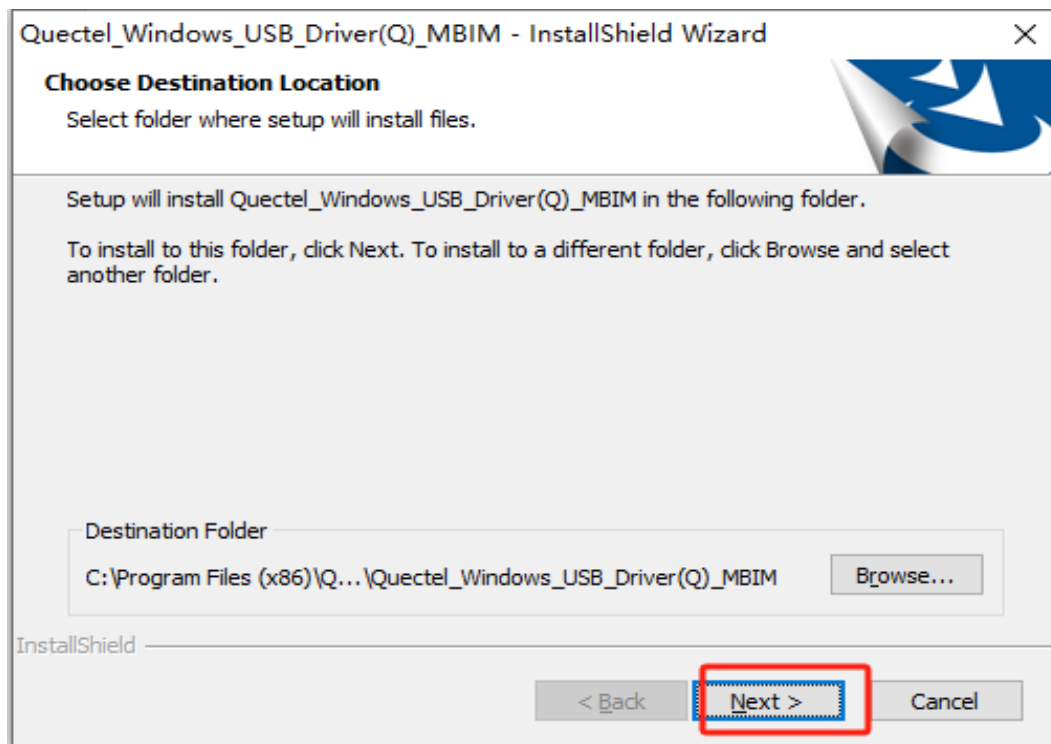 Quectel_Windows_USB_Driver(Q)_MBIM - InstallShield Wizard
Choose Destination Location
Select folder where setup will install files.
Setup will install Quectel_Windows_USB_Driver(Q)_MBIM in the following folder.
To install to this folder, click Next. To install to a different folder, click Browse and select
another folder.
Destination Folder
C:\Program Files (x86)\Q...\Quectel_Windows_USB_Driver(Q)_MBIM
Browse...
InstallShield
< Back
Next >
Cancel